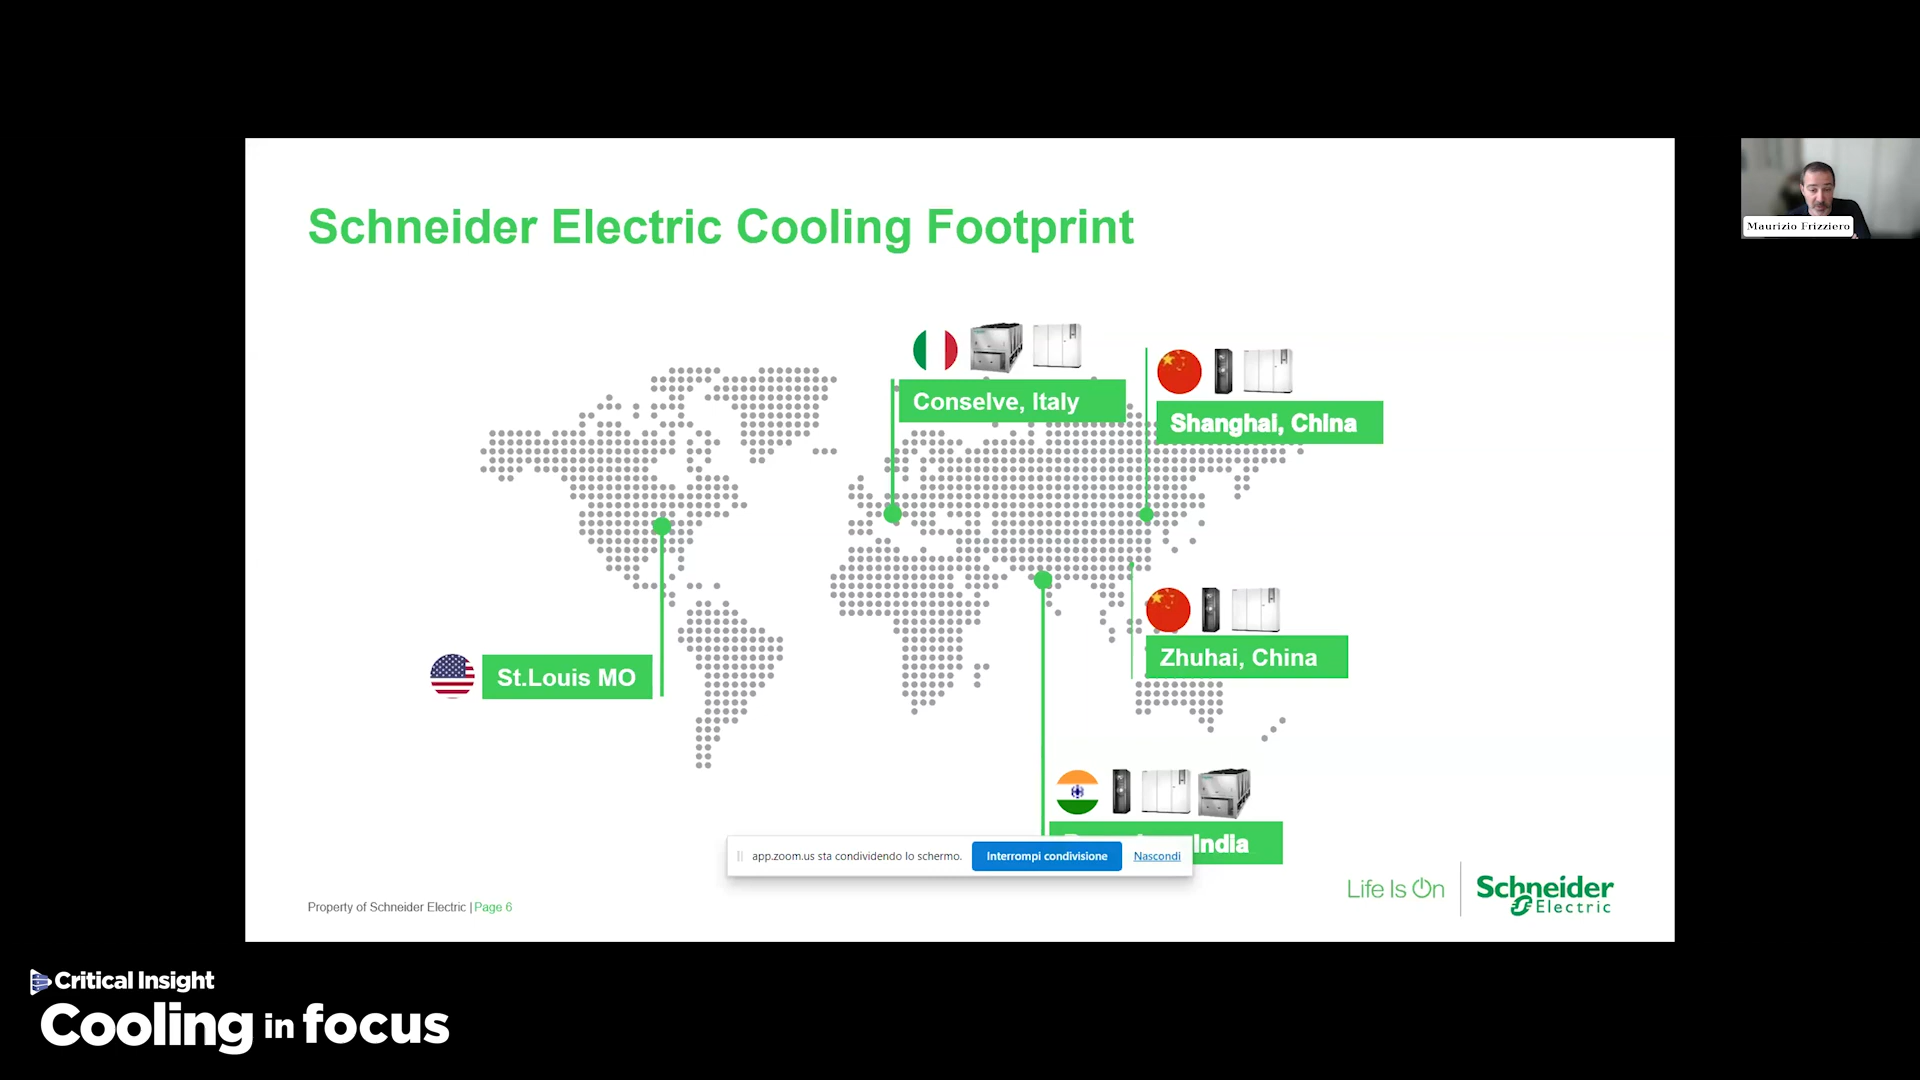 Schneider Electric Cooling Footprint
Maurizio Frizziero
Conselve, Italy
Shanghai, China
Zhuhai, China
St.Louis MO
India
app.zoom.us sta condividendo lo schermo.
Interrompi condivisione
Nascondi
Property of Schneider Electric | Page 6
Life Is On
Schneider
Electric
Critical Insight
Cooling in focus